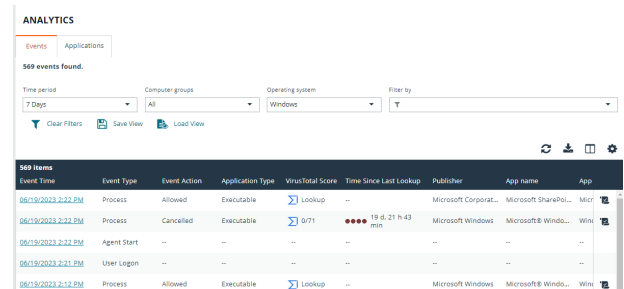 ANALYTICS
Events Applications
569 events found.
Time period Computer groups Operating system Filter by
7 Days All Windows
Clear Filters Save View Load View
569 items
Event Time Event Type Event Action Application Type VirusTotal Score Time Since Last Lookup Publisher App name App
06/19/2023 2:22 PM Process Allowed Executable Lookup -- Microsoft Corporat... Microsoft SharePoi... Micr
06/19/2023 2:22 PM Process Cancelled Executable 0/71 19 d, 21 h 43 min Microsoft Windows Microsoft® Windo... Win
06/19/2023 2:22 PM Agent Start -- -- -- -- -- -- --
06/19/2023 2:21 PM User Logon -- -- -- -- -- -- --
06/19/2023 2:12 PM Process Allowed Executable Lookup -- Microsoft Windows Microsoft® Windo... Win